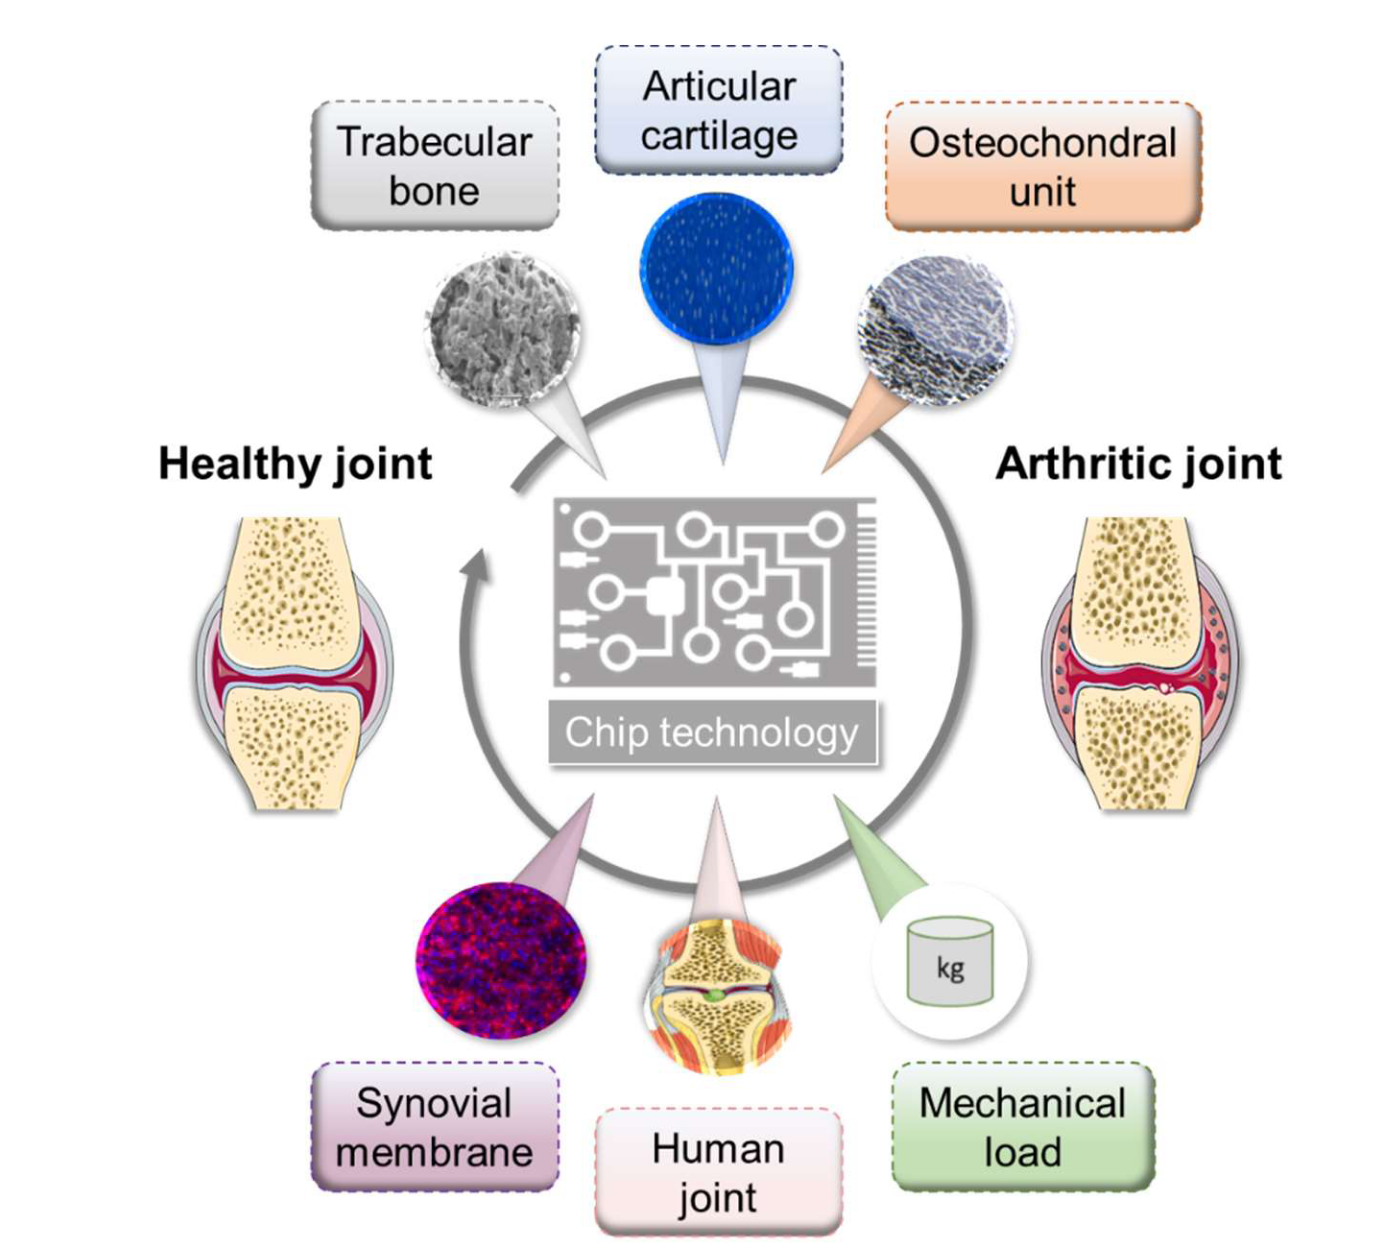 Articular
cartilage
Trabecular
bone
Osteochondral
unit
Healthy joint
Arthritic joint
Chip technology
kg
Synovial
membrane
Human
joint
Mechanical
load